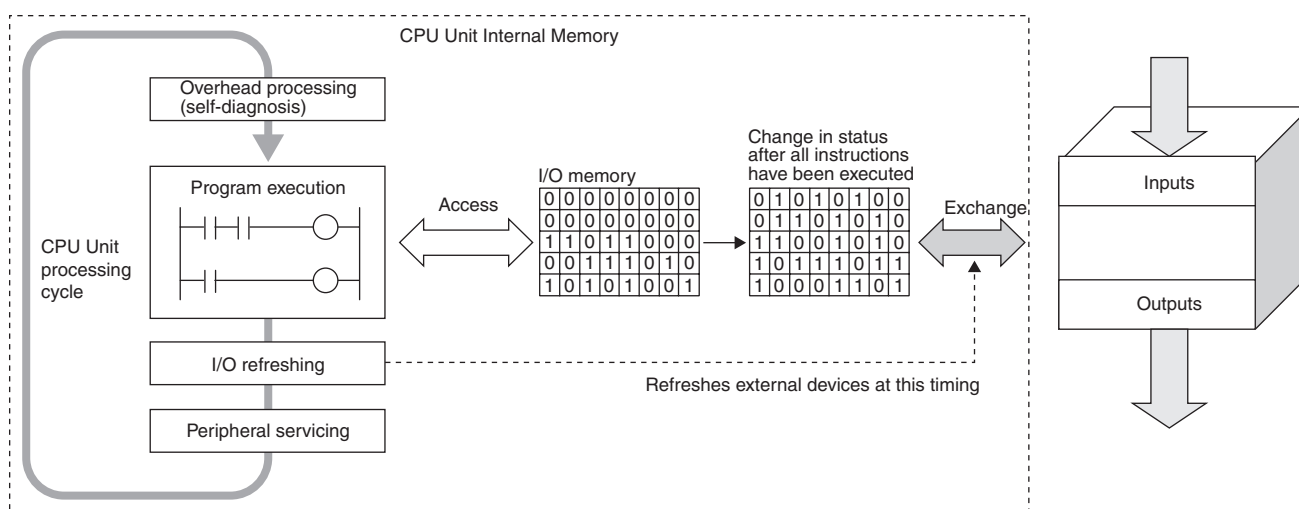 CPU Unit Internal Memory
Overhead processing
(self-diagnosis)
Program execution
CPU Unit
processing
cycle
I/O refreshing
Peripheral servicing
Access
I/O memory
0 0 0 0 0 0 0 0
0 0 0 0 0 0 0 0
1 1 0 1 1 0 0 0
0 0 1 1 1 0 1 0
1 0 1 0 1 0 0 1
Change in status
after all instructions
have been executed
0 1 0 1 0 1 0 0
0 1 1 0 1 0 1 0
1 1 0 0 1 0 1 0
1 0 1 1 1 0 1 1
1 0 0 0 1 1 0 1
Exchange
Refreshes external devices at this timing
Inputs
Outputs